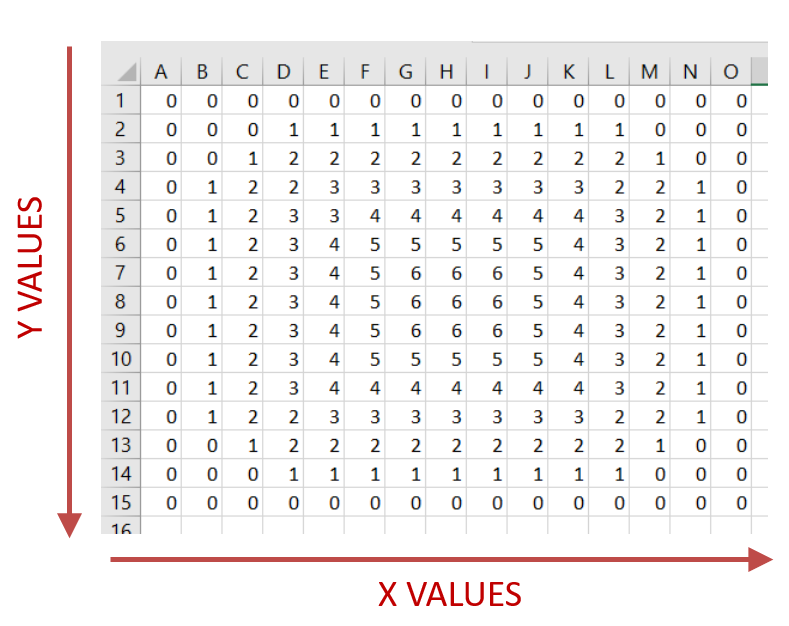 A B C D E F G H I J K L M N O
1 0 0 0 0 0 0 0 0 0 0 0 0 0 0 0
2 0 0 0 1 1 1 1 1 1 1 1 1 0 0 0
3 0 0 1 2 2 2 2 2 2 2 2 2 1 0 0
4 0 1 2 2 3 3 3 3 3 3 3 2 2 1 0
5 0 1 2 3 3 4 4 4 4 4 4 3 2 1 0
6 0 1 2 3 4 5 5 5 5 5 4 3 2 1 0
7 0 1 2 3 4 5 6 6 6 5 4 3 2 1 0
8 0 1 2 3 4 5 6 6 6 5 4 3 2 1 0
9 0 1 2 3 4 5 6 6 6 5 4 3 2 1 0
10 0 1 2 3 4 5 5 5 5 5 4 3 2 1 0
11 0 1 2 3 4 4 4 4 4 4 4 3 2 1 0
12 0 1 2 2 3 3 3 3 3 3 3 2 2 1 0
13 0 0 1 2 2 2 2 2 2 2 2 2 1 0 0
14 0 0 0 1 1 1 1 1 1 1 1 1 0 0 0
15 0 0 0 0 0 0 0 0 0 0 0 0 0 0 0
16
Y VALUES
X VALUES